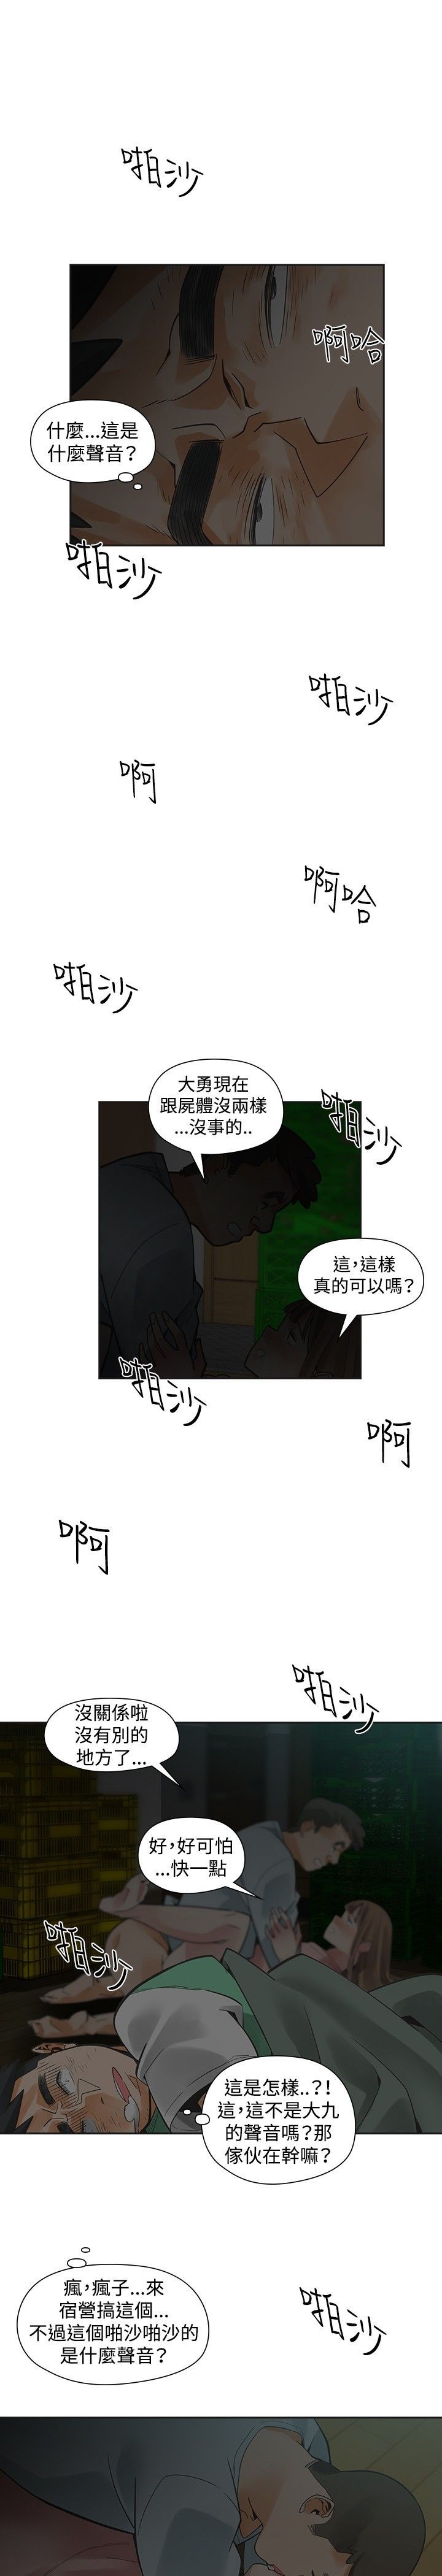 啪沙
啊哈
什麼...這是
什麼聲音?
啪沙
啪沙
啊
啊哈
啪沙
大勇現在
跟屍體沒兩樣
...沒事的..
啪沙
這,這樣
真的可以嗎?
啪沙
啊
啊
啪沙
沒關係啦
沒有別的
地方了...
好,好可怕
...快一點
啪沙
這是怎樣..?!
這,這不是大九
的聲音嗎?那
傢伙在幹嘛?
瘋,瘋子...來
宿營搞這個...
不過這個啪沙啪沙的
是什麼聲音?
啪沙